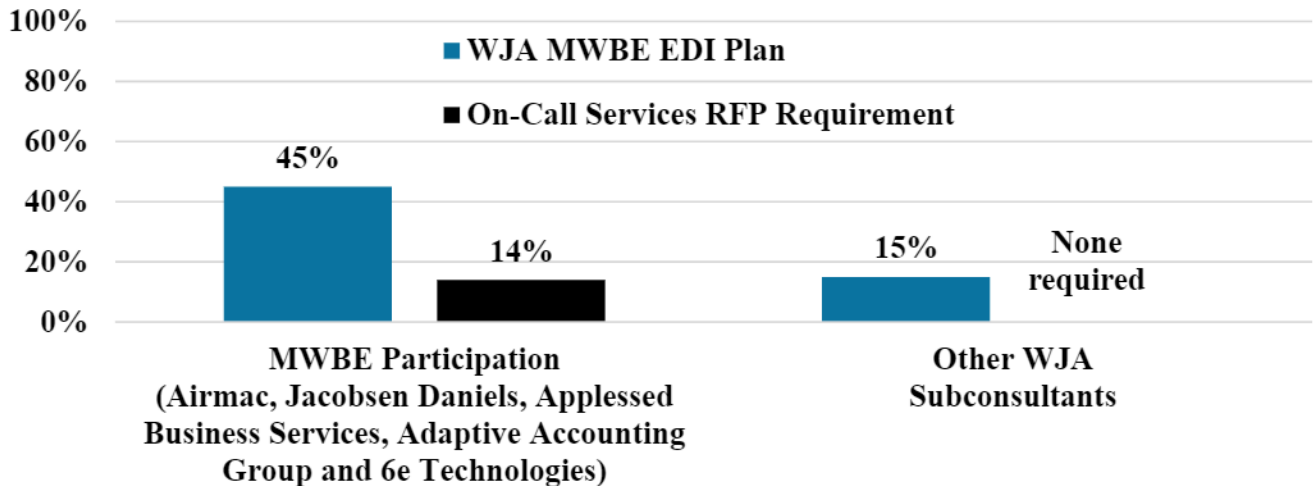 100%
80%
60%
40%
20%
0%
WJA MWBE EDI Plan
On-Call Services RFP Requirement
45%
14%
15%
None
required
MWBE Participation
(Airmac, Jacobsen Daniels, Applessed
Business Services, Adaptive Accounting
Group and 6e Technologies)
Other WJA
Subconsultants